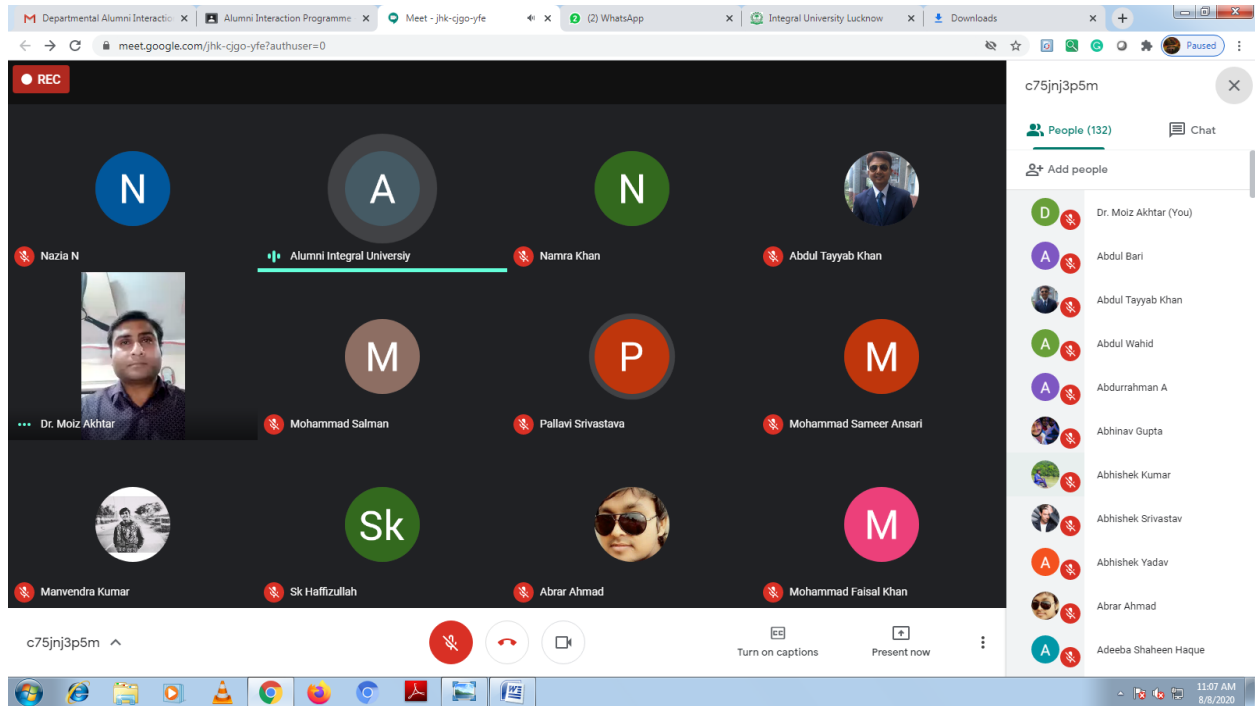 Departmental Alumni Interactio
Alumni Interaction Programme
Meet - jhk-cjgo-yfe
(2) WhatsApp
Integral University Lucknow
Downloads
meet.google.com/jhk-cjgo-yfe?authuser=0
Paused
REC
N
A
N
Nazia N
Alumni Integral Universiy
Namra Khan
Abdul Tayyab Khan
M
P
M
Dr. Moiz Akhtar
Mohammad Salman
Pallavi Srivastava
Mohammad Sameer Ansari
Sk
M
Manvendra Kumar
Sk Haffizullah
Abrar Ahmad
Mohammad Faisal Khan
c75jnj3p5m
People (132)
Chat
Add people
D
Dr. Moiz Akhtar (You)
A
Abdul Bari
Abdul Tayyab Khan
A
Abdul Wahid
A
Abdurrahman A
Abhinav Gupta
Abhishek Kumar
Abhishek Srivastav
A
Abhishek Yadav
Abrar Ahmad
A
Adeeba Shaheen Haque
c75jnj3p5m
CC
Turn on captions
Present now
11:07 AM
8/8/2020